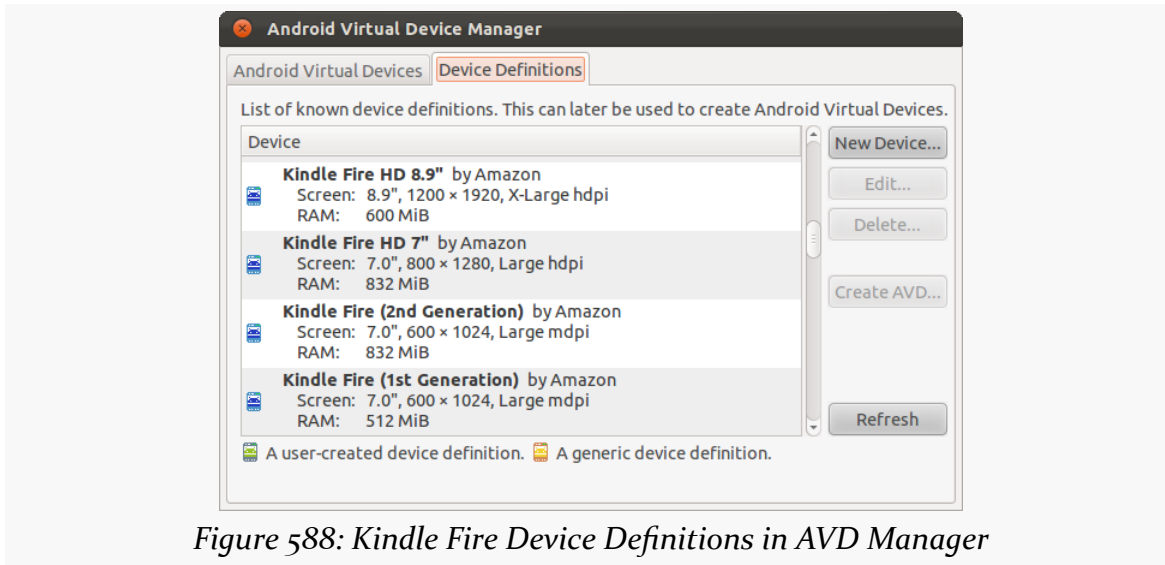 Android Virtual Device Manager
Android Virtual Devices
Device Definitions
List of known device definitions. This can later be used to create Android Virtual Devices.
Device
Kindle Fire HD 8.9" by Amazon
Screen: 8.9", 1200 × 1920, X-Large hdpi
RAM: 600 MiB
Kindle Fire HD 7" by Amazon
Screen: 7.0", 800 × 1280, Large hdpi
RAM: 832 MiB
Kindle Fire (2nd Generation) by Amazon
Screen: 7.0", 600 × 1024, Large mdpi
RAM: 832 MiB
Kindle Fire (1st Generation) by Amazon
Screen: 7.0", 600 × 1024, Large mdpi
RAM: 512 MiB
New Device...
Edit...
Delete...
Create AVD...
Refresh
A user-created device definition. A generic device definition.
Figure 588: Kindle Fire Device Definitions in AVD Manager